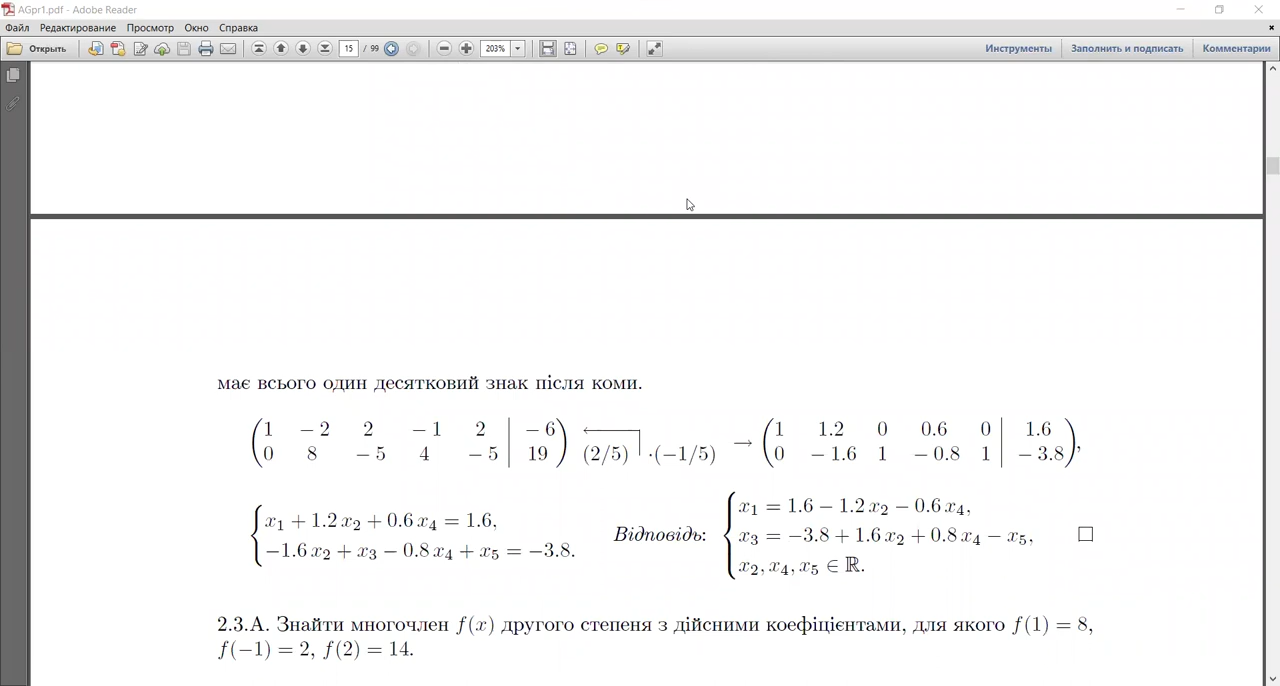 AGpr1.pdf - Adobe Reader
Файл Редактирование Просмотр Окно Справка
Открыть 15 / 99 203% Инструменты Заполнить и подписать Комментарии
має всього один десятковий знак після коми.
(1 −2 2 −1 2 | −6) (1 1.2 0 0.6 0 | 1.6)
(0 8 −5 4 −5 | 19) (2/5) ·(−1/5) → (0 −1.6 1 −0.8 1 | −3.8),
{x₁ + 1.2 x₂ + 0.6 x₄ = 1.6,
−1.6 x₂ + x₃ − 0.8 x₄ + x₅ = −3.8.
Відповідь: {x₁ = 1.6 − 1.2 x₂ − 0.6 x₄,
x₃ = −3.8 + 1.6 x₂ + 0.8 x₄ − x₅,
x₂, x₄, x₅ ∈ ℝ. □
2.3.А. Знайти многочлен f(x) другого степеня з дійсними коефіцієнтами, для якого f(1) = 8,
f(−1) = 2, f(2) = 14.